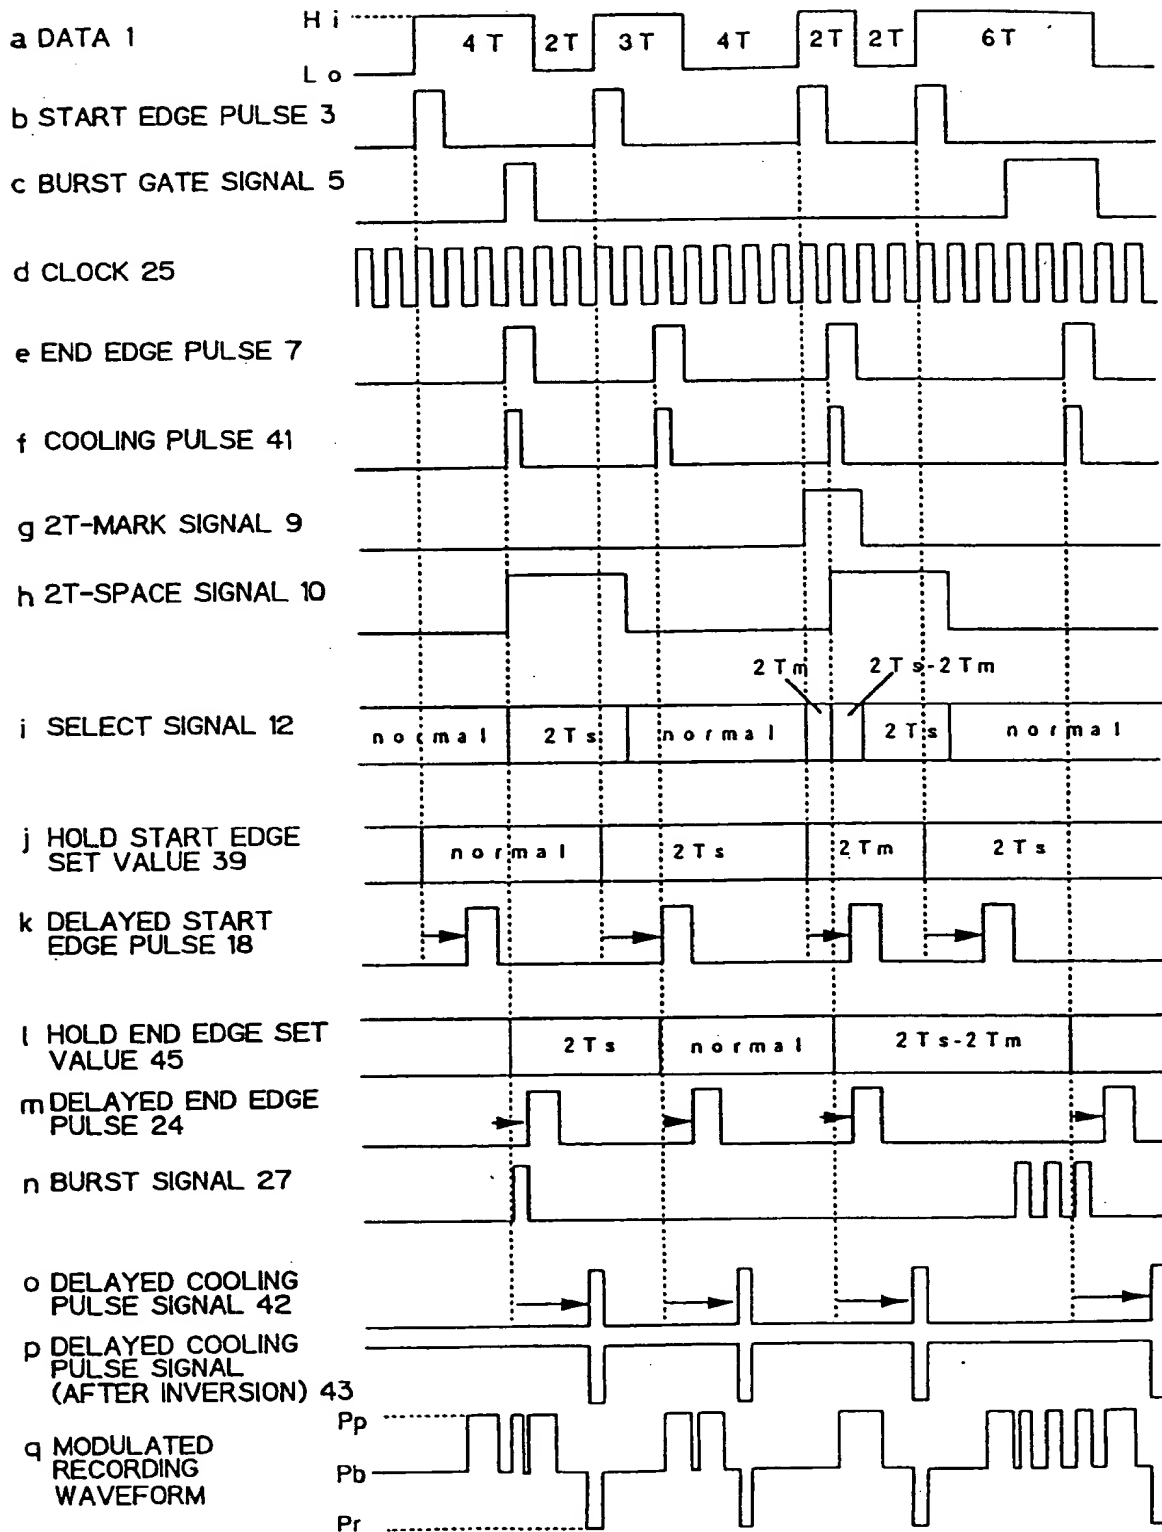 Hi
a DATA 1
4T 2T 3T 4T 2T 2T 6T
Lo
b START EDGE PULSE 3
c BURST GATE SIGNAL 5
d CLOCK 25
e END EDGE PULSE 7
f COOLING PULSE 41
g 2T-MARK SIGNAL 9
h 2T-SPACE SIGNAL 10
2Tm 2Ts-2Tm
i SELECT SIGNAL 12
normal 2Ts normal 2Ts normal
j HOLD START EDGE
SET VALUE 39
normal 2Ts 2Tm 2Ts
k DELAYED START
EDGE PULSE 18
l HOLD END EDGE SET
VALUE 45
2Ts normal 2Ts-2Tm
m DELAYED END EDGE
PULSE 24
n BURST SIGNAL 27
o DELAYED COOLING
PULSE SIGNAL 42
p DELAYED COOLING
PULSE SIGNAL
(AFTER INVERSION) 43
Pp
q MODULATED
RECORDING
WAVEFORM
Pb
Pr